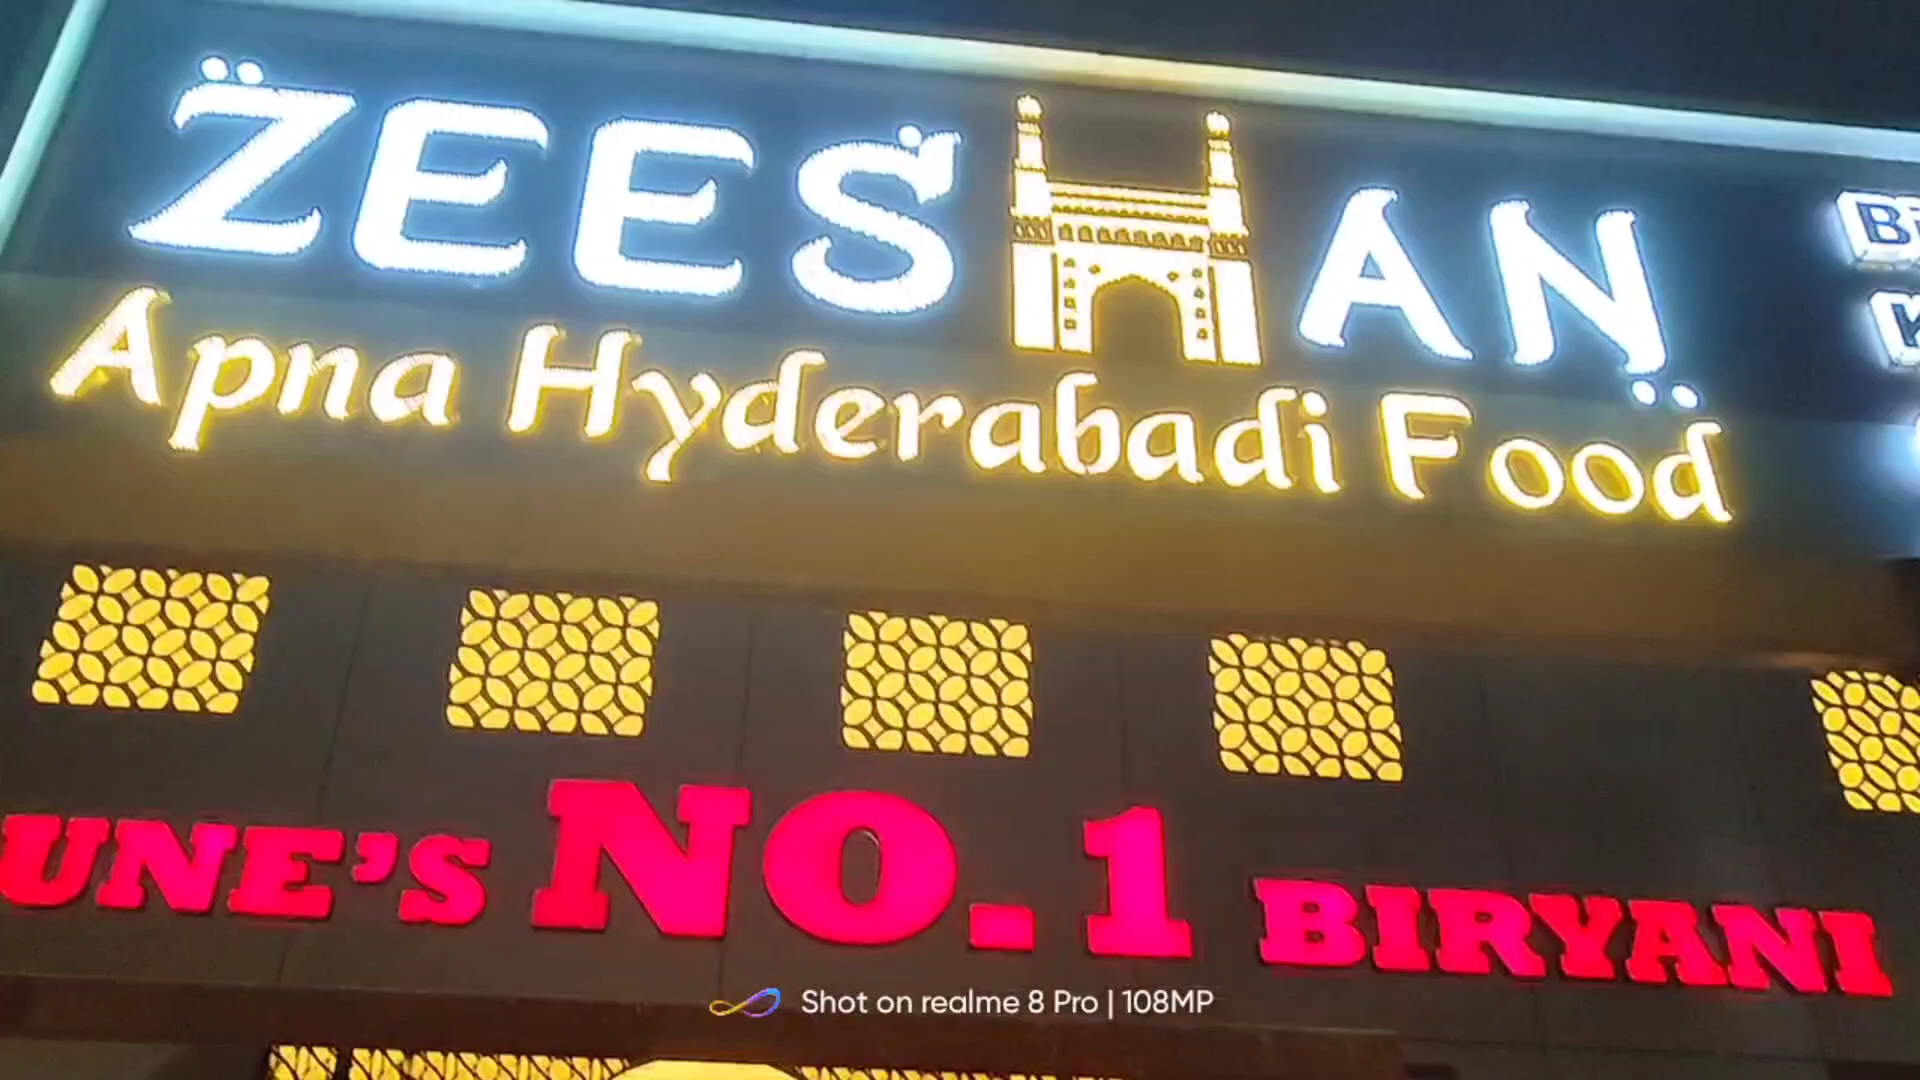 ZEESHAN
Apna Hyderabadi Food
UNE'S NO.1 BIRYANI
Shot on realme 8 Pro | 108MP